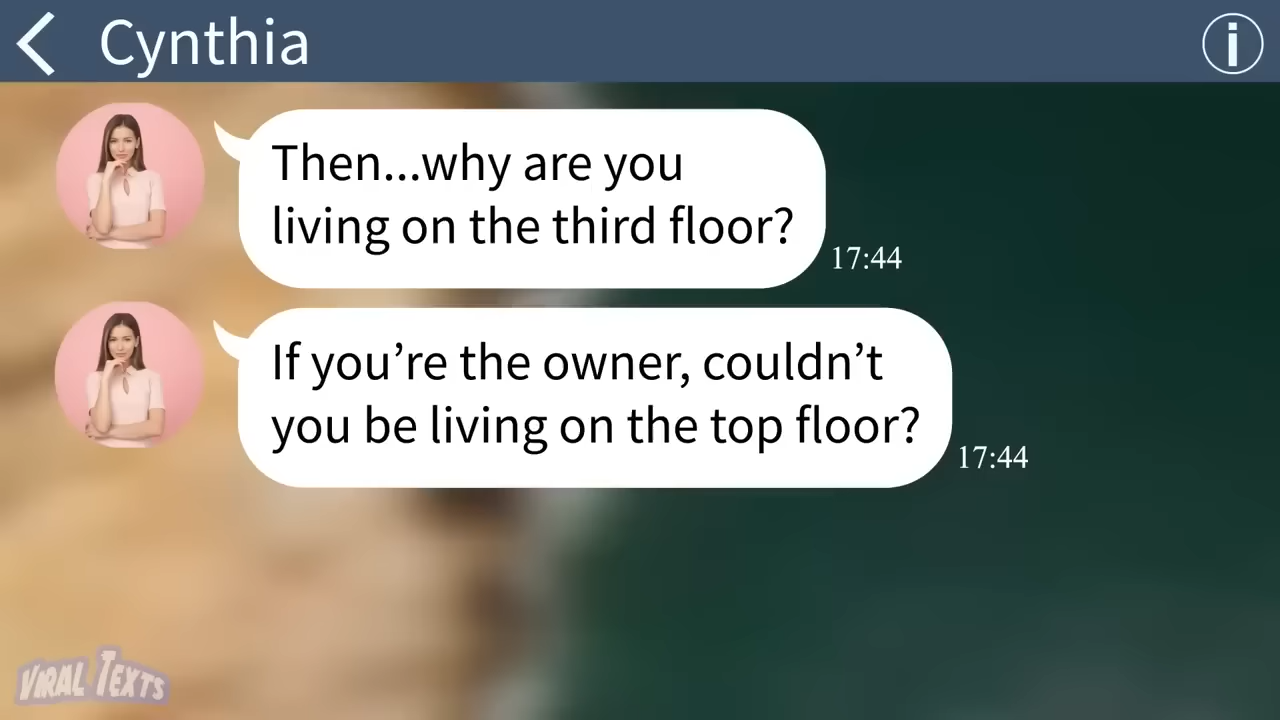 Cynthia
Then...why are you
living on the third floor?
17:44
If you’re the owner, couldn’t
you be living on the top floor?
17:44
VIRAL TEXTS